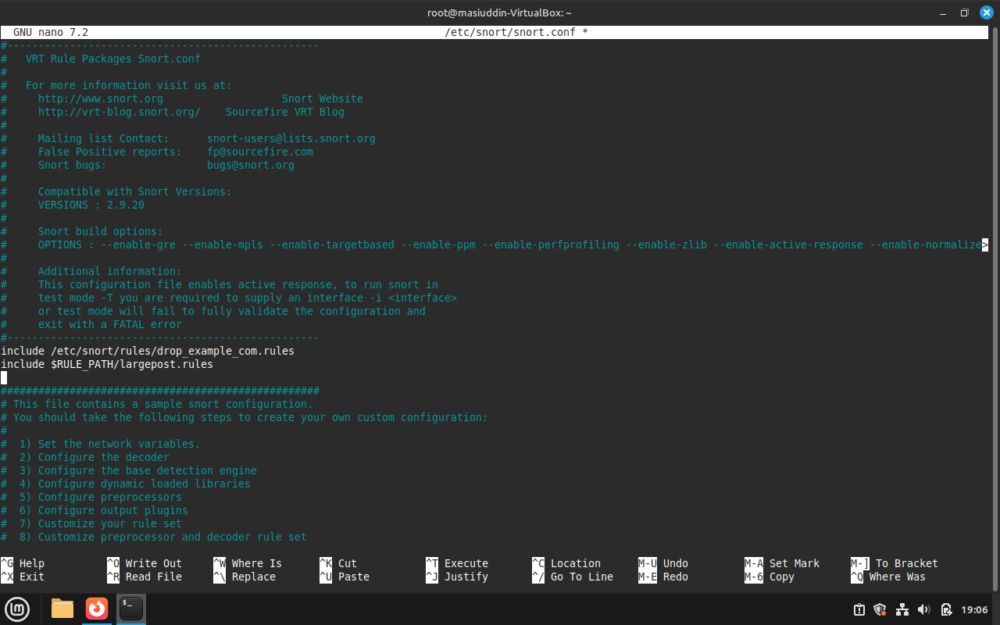 root@masiuddin-VirtualBox: ~
GNU nano 7.2 /etc/snort/snort.conf *
#--------------------------------------------------
#   VRT Rule Packages Snort.conf
#
#   For more information visit us at:
#     http://www.snort.org                   Snort Website
#     http://vrt-blog.snort.org/    Sourcefire VRT Blog
#
#     Mailing list Contact:      snort-users@lists.snort.org
#     False Positive reports:    fp@sourcefire.com
#     Snort bugs:                bugs@snort.org
#
#     Compatible with Snort Versions:
#     VERSIONS : 2.9.20
#
#     Snort build options:
#     OPTIONS : --enable-gre --enable-mpls --enable-targetbased --enable-ppm --enable-perfprofiling --enable-zlib --enable-active-response --enable-normalize>
#
#     Additional information:
#     This configuration file enables active response, to run snort in
#     test mode -T you are required to supply an interface -i <interface>
#     or test mode will fail to fully validate the configuration and
#     exit with a FATAL error
#--------------------------------------------------
include /etc/snort/rules/drop_example_com.rules
include $RULE_PATH/largepost.rules
###################################################
# This file contains a sample snort configuration.
# You should take the following steps to create your own custom configuration:
#
#  1) Set the network variables.
#  2) Configure the decoder
#  3) Configure the base detection engine
#  4) Configure dynamic loaded libraries
#  5) Configure preprocessors
#  6) Configure output plugins
#  7) Customize your rule set
#  8) Customize preprocessor and decoder rule set
^G Help ^O Write Out ^W Where Is ^K Cut ^T Execute ^C Location M-U Undo M-A Set Mark M-] To Bracket
^X Exit ^R Read File ^\ Replace ^U Paste ^J Justify ^/ Go To Line M-E Redo M-6 Copy ^Q Where Was
$_
19:06